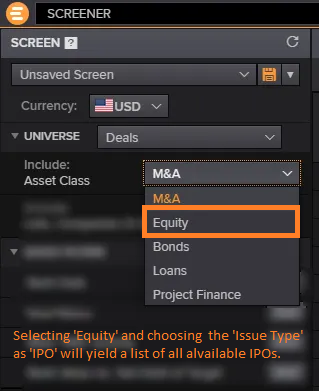 SCREENER
SCREEN ?
Unsaved Screen
Currency: USD
UNIVERSE Deals
Include:
Asset Class M&A
M&A
Equity
Bonds
Loans
Project Finance
Selecting 'Equity' and choosing the 'Issue Type'
as 'IPO' will yield a list of all alvailable IPOs.